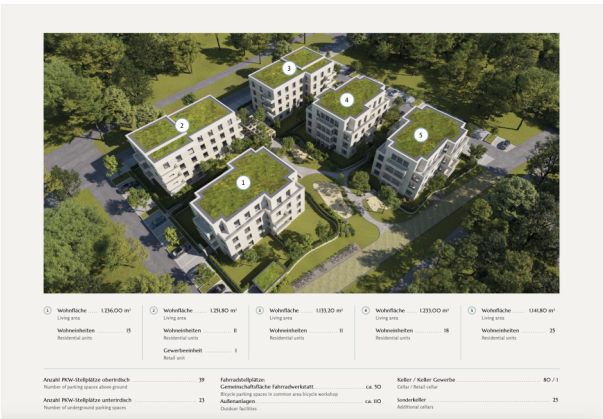 3
4
2
5
1
1 Wohnfläche 1.236,00 m²
Living area
Wohneinheiten 15
Residential units
2 Wohnfläche 1.251,80 m²
Living area
Wohneinheiten 11
Residential units
Gewerbeeinheit 1
Retail unit
3 Wohnfläche 1.133,20 m²
Living area
Wohneinheiten 11
Residential units
4 Wohnfläche 1.233,00 m²
Living area
Wohneinheiten 18
Residential units
5 Wohnfläche 1.141,80 m²
Living area
Wohneinheiten 25
Residential units
Anzahl PKW-Stellplätze oberirdisch 39
Number of parking spaces above ground
Anzahl PKW-Stellplätze unterirdisch 23
Number of underground parking spaces
Fahrradstellplätze:
Gemeinschaftsfläche Fahrradwerkstatt ca. 50
Bicycle parking spaces in common area bicycle workshop
Außenanlagen ca. 110
Outdoor facilities
Keller / Keller Gewerbe 80 / 1
Cellar / Retail cellar
Sonderkeller 25
Additional cellars